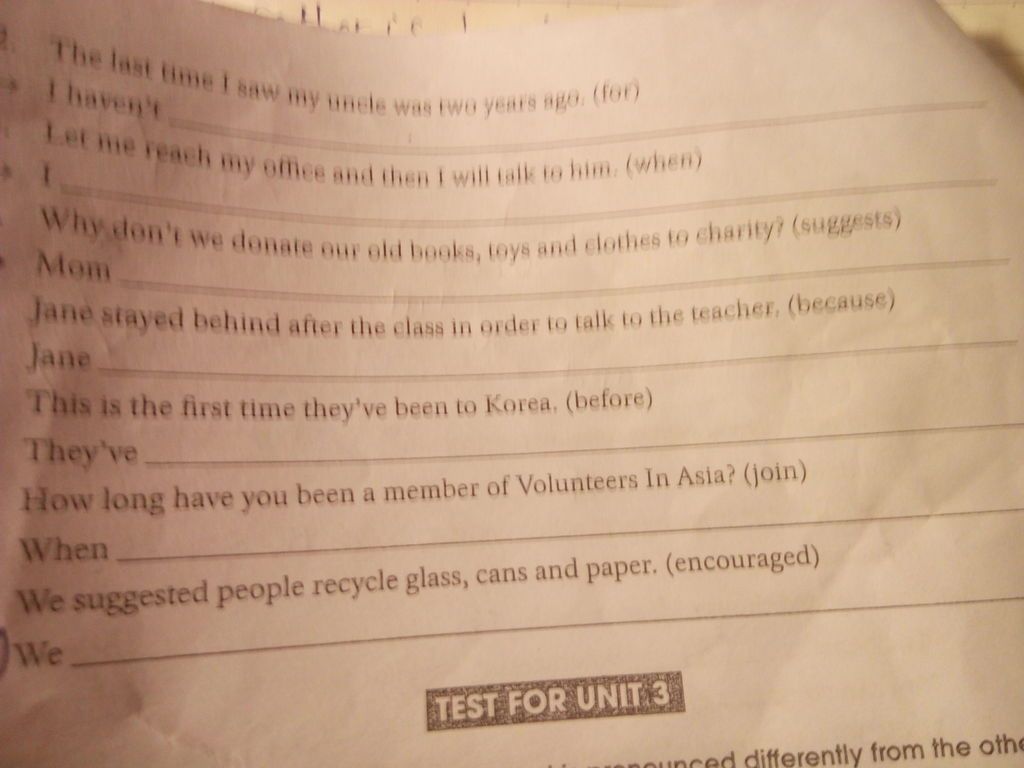 The last time I saw my uncle was two years ago. (for)
I haven't
Let me reach my office and then I will talk to him. (when)
I
Why don't we donate our old books, toys and clothes to charity? (suggests)
Mom
Jane stayed behind after the class in order to talk to the teacher. (because)
Jane
This is the first time they've been to Korea. (before)
They've
How long have you been a member of Volunteers In Asia? (join)
When
We suggested people recycle glass, cans and paper. (encouraged)
We
TEST FOR UNIT 3
pronounced differently from the